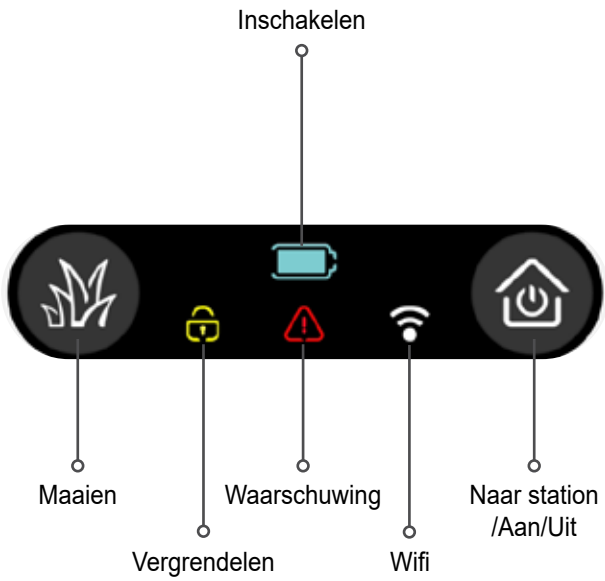 Inschakelen
Maaien
Waarschuwing
Naar station
/Aan/Uit
Vergrendelen
Wifi